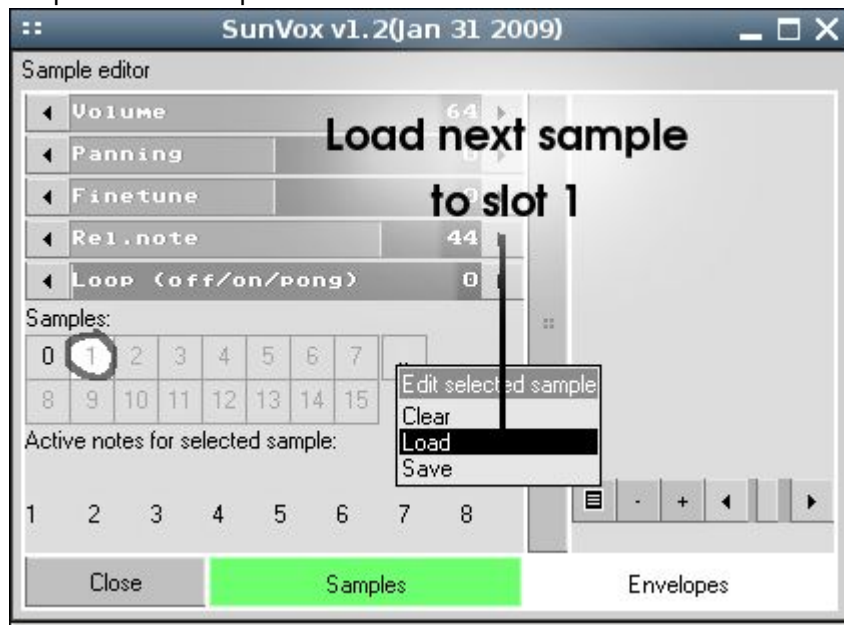 SunVox v1.2(Jan 31 2009)
Sample editor
Volume 64
Load next sample
Panning
Finetune
to slot 1
Rel.note 44
Loop (off/on/pong) 0
Samples:
0 1 2 3 4 5 6 7 ..
8 9 10 11 12 13 14 15
Edit selected sample
Clear
Active notes for selected sample:
Load
Save
1 2 3 4 5 6 7 8
- +
Close Samples Envelopes